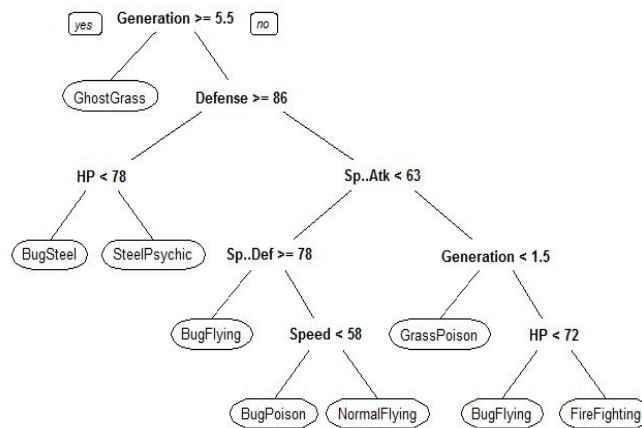 yes Generation >= 5.5 no
GhostGrass Defense >= 86
HP < 78 Sp..Atk < 63
BugSteel SteelPsychic Sp..Def >= 78 Generation < 1.5
BugFlying Speed < 58 GrassPoison HP < 72
BugPoison NormalFlying BugFlying FireFighting